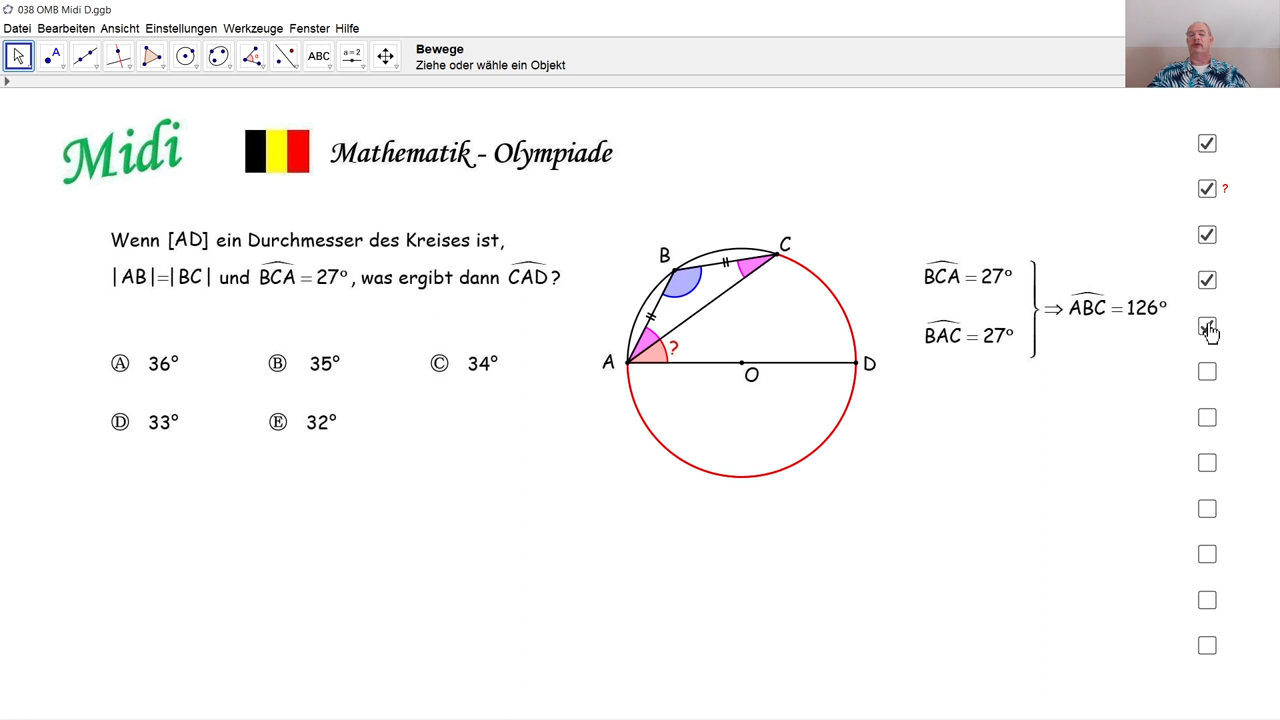 038 OMB Midi D.ggb
Datei Bearbeiten Ansicht Einstellungen Werkzeuge Fenster Hilfe
A ABC a=2
Bewege
Ziehe oder wähle ein Objekt
Midi
Mathematik - Olympiade
?
Wenn [AD] ein Durchmesser des Kreises ist,
|AB|=|BC| und BCA = 27°, was ergibt dann CAD?
Ⓐ 36° Ⓑ 35° Ⓒ 34°
Ⓓ 33° Ⓔ 32°
B C
A ? D
O
BCA = 27°
⇒ ABC = 126°
BAC = 27°